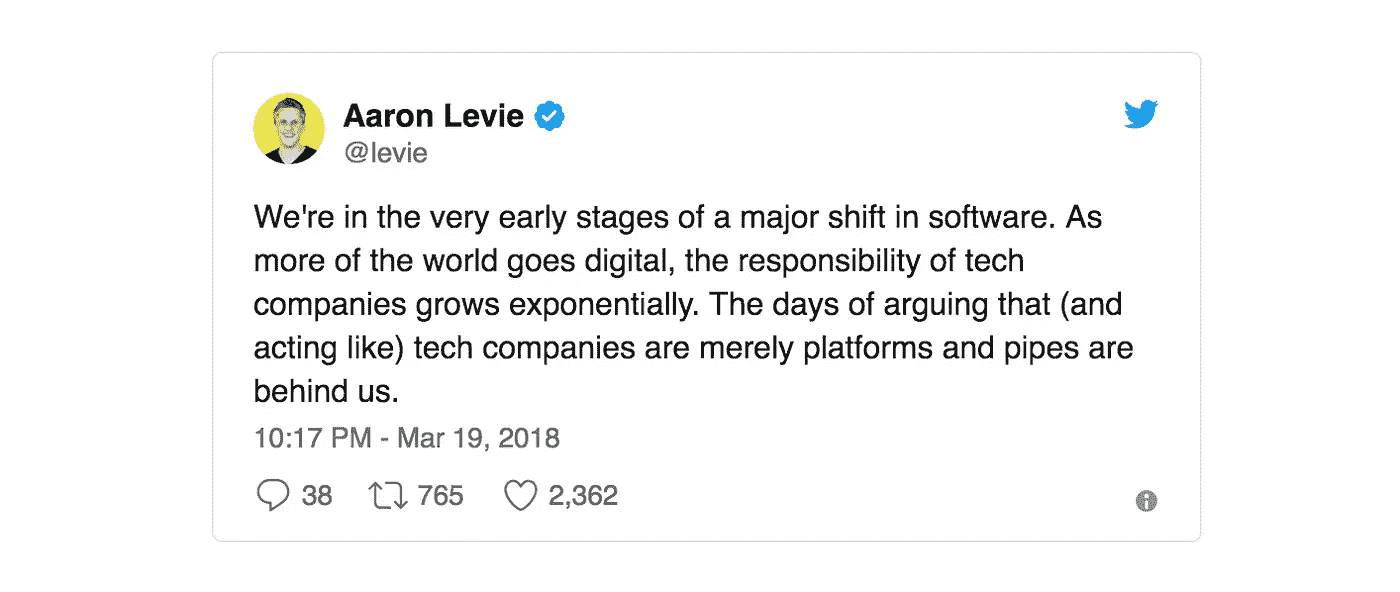 Aaron Levie
@levie
We're in the very early stages of a major shift in software. As
more of the world goes digital, the responsibility of tech
companies grows exponentially. The days of arguing that (and
acting like) tech companies are merely platforms and pipes are
behind us.
10:17 PM - Mar 19, 2018
38 765 2,362